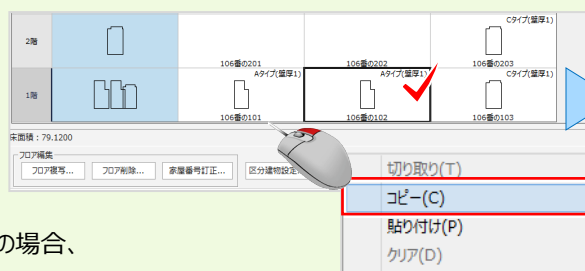 Cタイプ(壁厚1)
2階
106番の201 106番の202 106番の203
Aタイプ(壁厚1) Aタイプ(壁厚1) Cタイプ(壁厚1)
1階
106番の101 106番の102 106番の103
床面積：79.1200
フロア編集
フロア複写... フロア削除... 家屋番号訂正... 区分建物設定
切り取り(T)
コピー(C)
貼り付け(P)
クリア(D)
の場合、